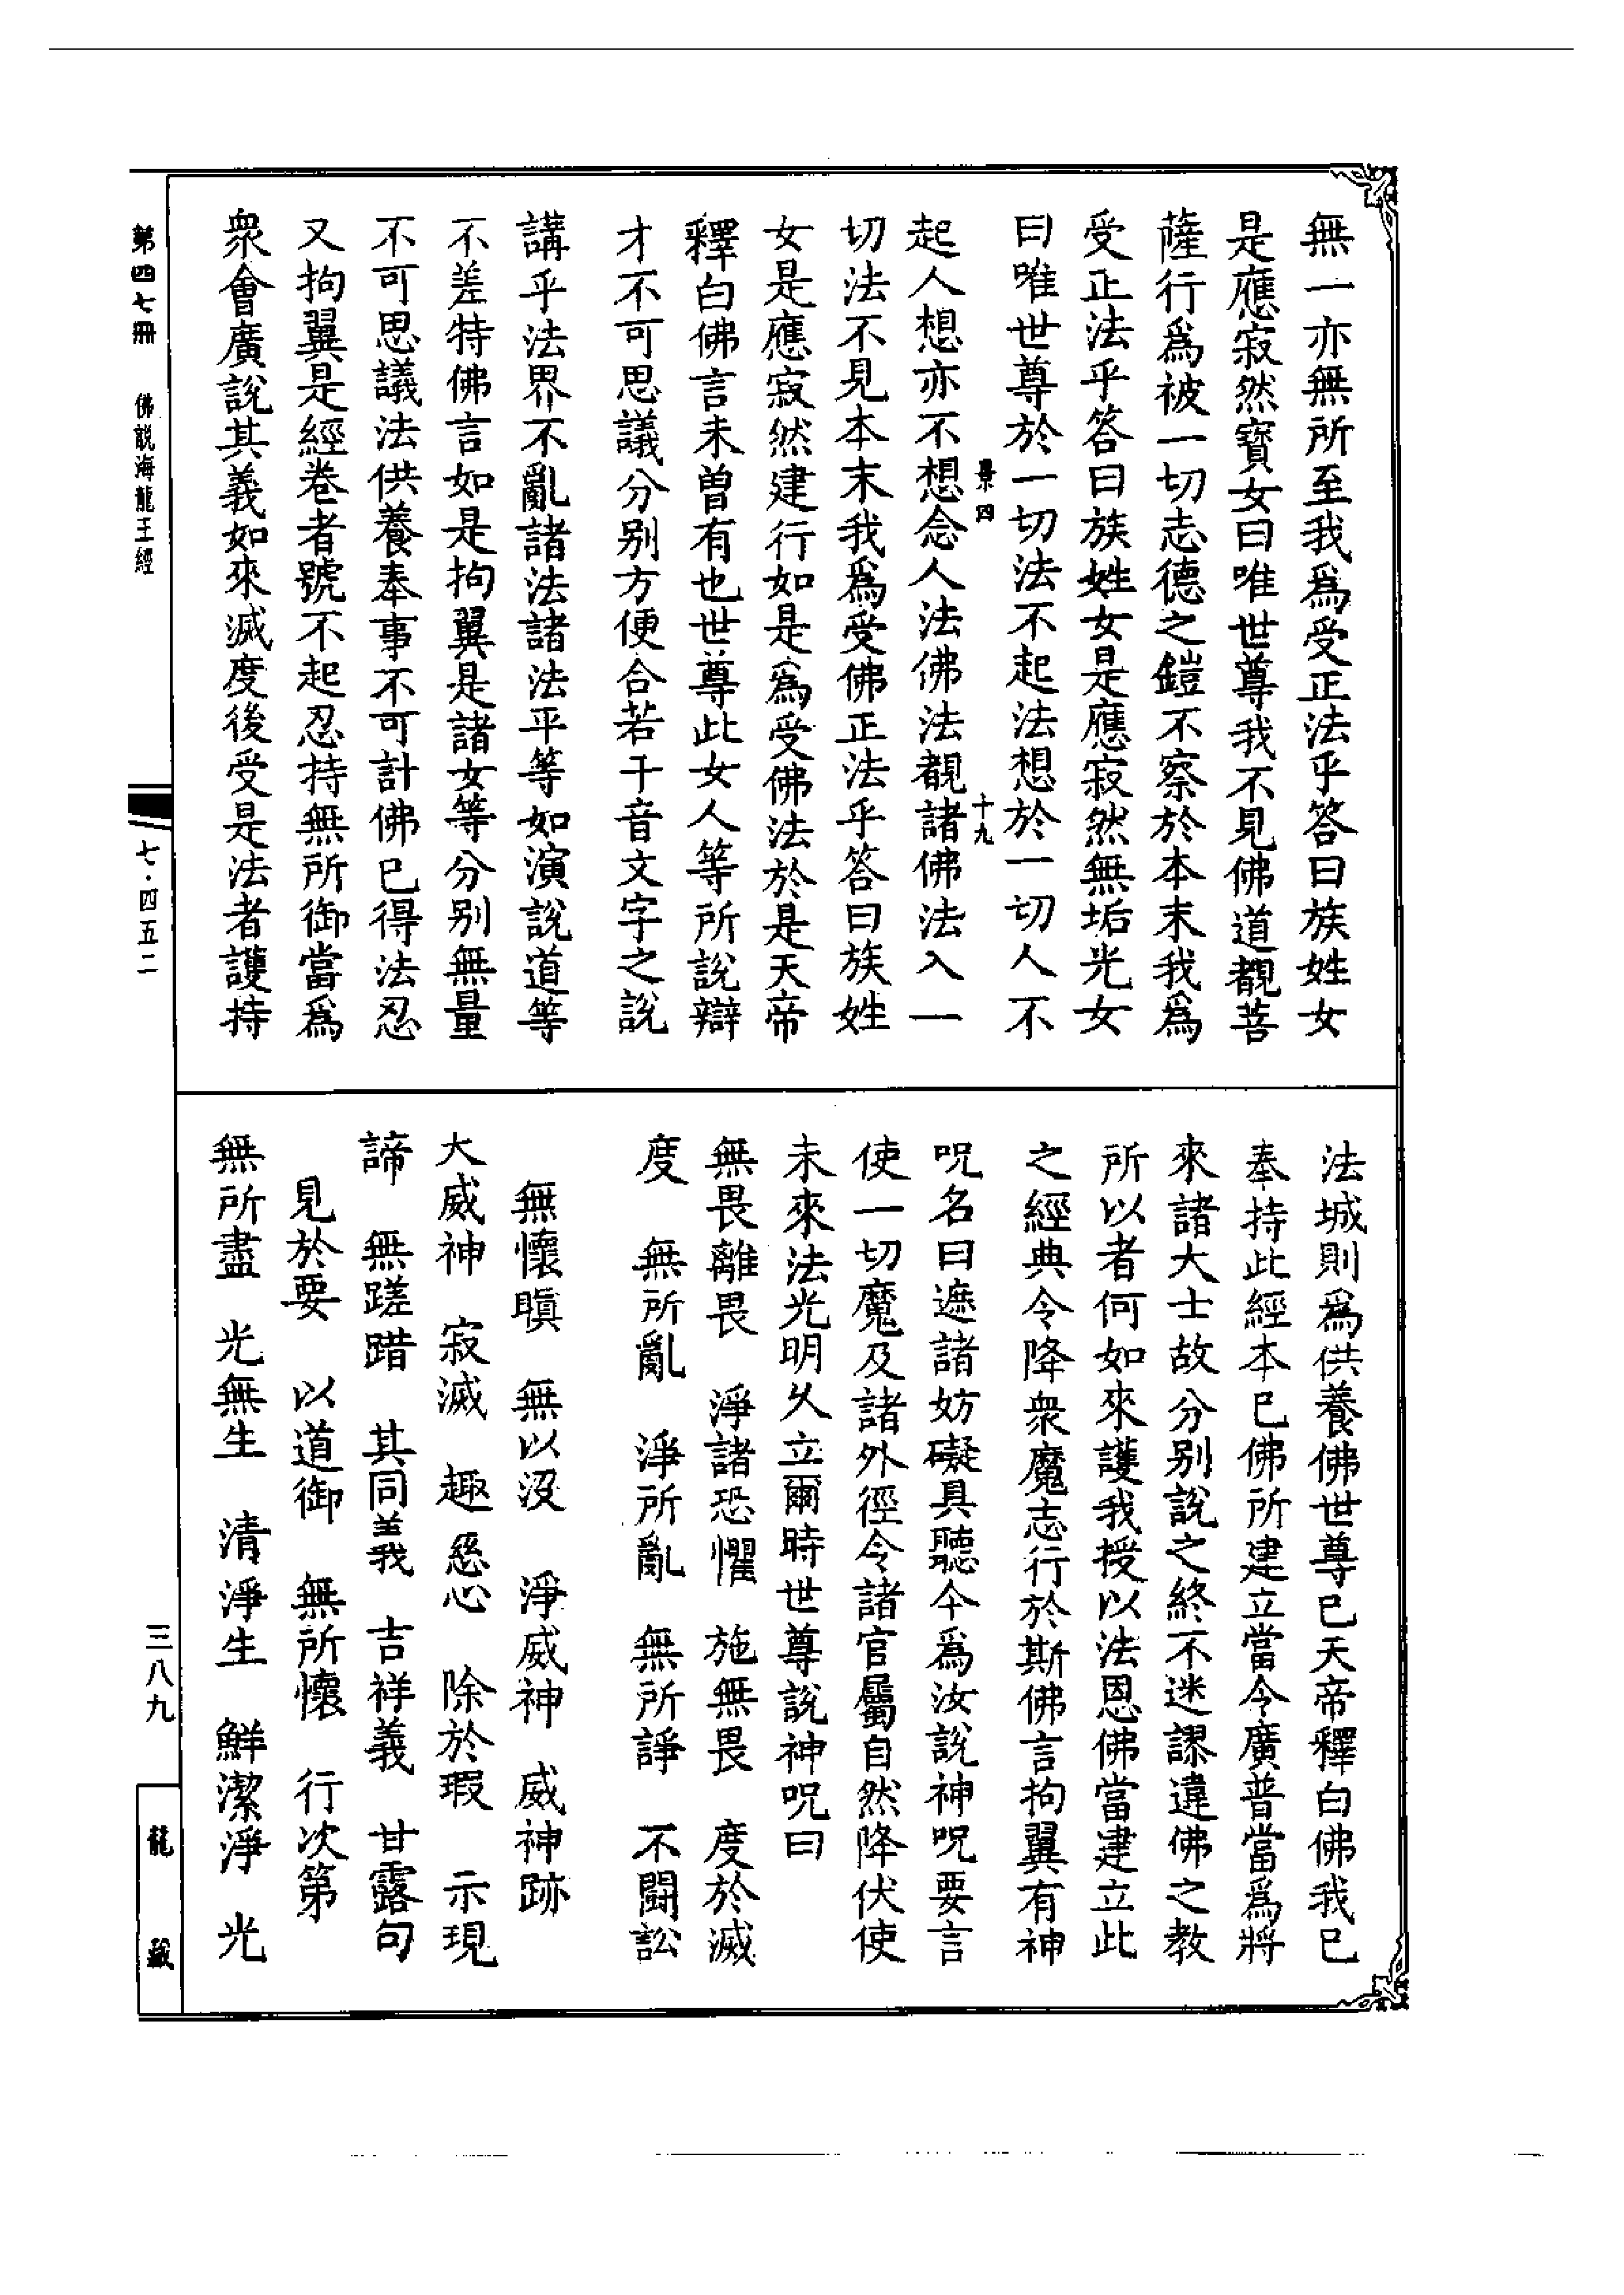 無一亦無所至我爲受正法乎答曰族姓女
是應寂然寶女曰唯世尊我不見佛道覩菩
薩行爲被一切志德之鎧不察於本末我爲
受正法乎答曰族姓女是應寂然無垢光女
曰唯世尊於一切法不起法想於一切人不
景四 十九
起人想亦不想念人法佛法覩諸佛法入一
切法不見本末我爲受佛正法乎答曰族姓
女是應寂然建行如是爲受佛法於是天帝
釋白佛言未曾有也世尊此女人等所說辯
才不可思議分别方便合若干音文字之說
講乎法界不亂諸法諸法平等如演說道等
不差特佛言如是拘翼是諸女等分别無量
不可思議法供養奉事不可計佛已得法忍
又拘翼是經卷者號不起忍持無所御當爲
衆會廣說其義如來滅度後受是法者護持
法城則爲供養佛世尊已天帝釋白佛我已
奉持此經本已佛所建立當令廣普當爲將
來諸大士故分别說之終不迷謬違佛之教
所以者何如來護我授以法恩佛當建立此
之經典令降衆魔志行於斯佛言拘翼有神
呪名曰遮諸妨礙具聽今爲汝說神呪要言
使一切魔及諸外徑令諸官屬自然降伏使
未來法光明久立爾時世尊說神呪曰
無畏離畏 淨諸恐懼 施無畏 度於滅
度 無所亂 淨所亂 無所諍 不鬪訟
無懷瞋 無以沒 淨威神 威神跡
大威神 寂滅 趣慈心 除於瑕 示現
諦 無蹉踖 其同義 吉祥義 甘露句
見於要 以道御 無所懷 行次第
無所盡 光無生 清淨生 鮮潔淨 光
第四七冊 佛說海龍王經
七·四五二
三八九
龍藏